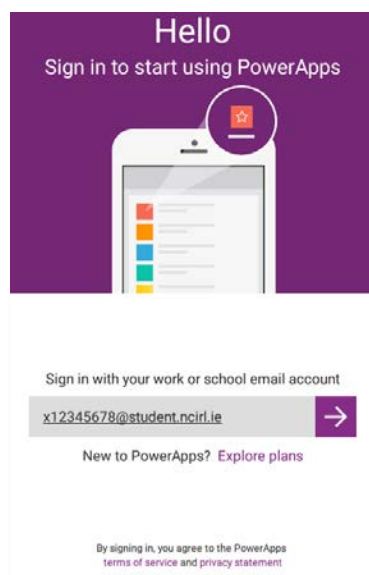 Hello
Sign in to start using PowerApps
Sign in with your work or school email account
x12345678@student.ncirl.ie
New to PowerApps? Explore plans
By signing in, you agree to the PowerApps
terms of service and privacy statement